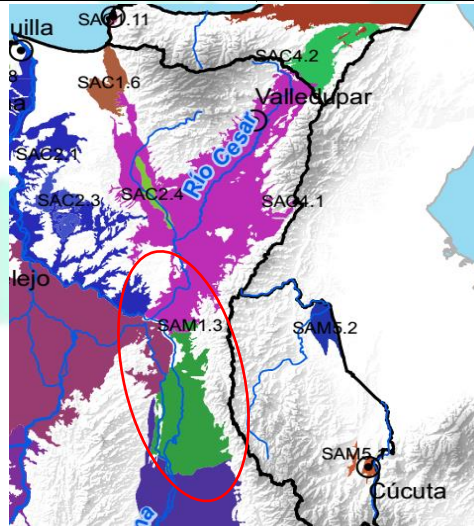 uilla
SAC1.11
SAC4.2
SAC1.6
Valledupar
Río Cesar
SAC2.1
SAC2.4
SAC2.3
SAC4.1
lejo
SAM1.3
SAM5.2
Cúcuta